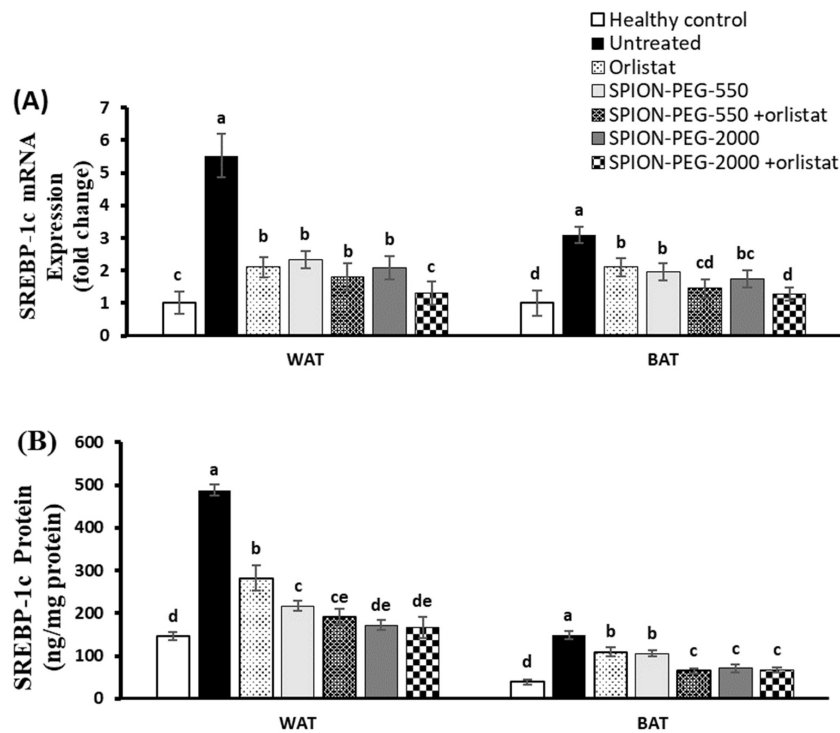 Healthy control
Untreated
Orlistat
SPION-PEG-550
SPION-PEG-550 +orlistat
SPION-PEG-2000
SPION-PEG-2000 +orlistat
(A)
SREBP-1c mRNA
Expression
(fold change)
7
6
5
4
3
2
1
0
c
a
b
b
b
b
c
d
a
b
b
cd
bc
d
WAT
BAT
(B)
SREBP-1c Protein
(ng/mg protein)
600
500
400
300
200
100
0
d
a
b
c
ce
de
de
d
a
b
b
c
c
c
WAT
BAT